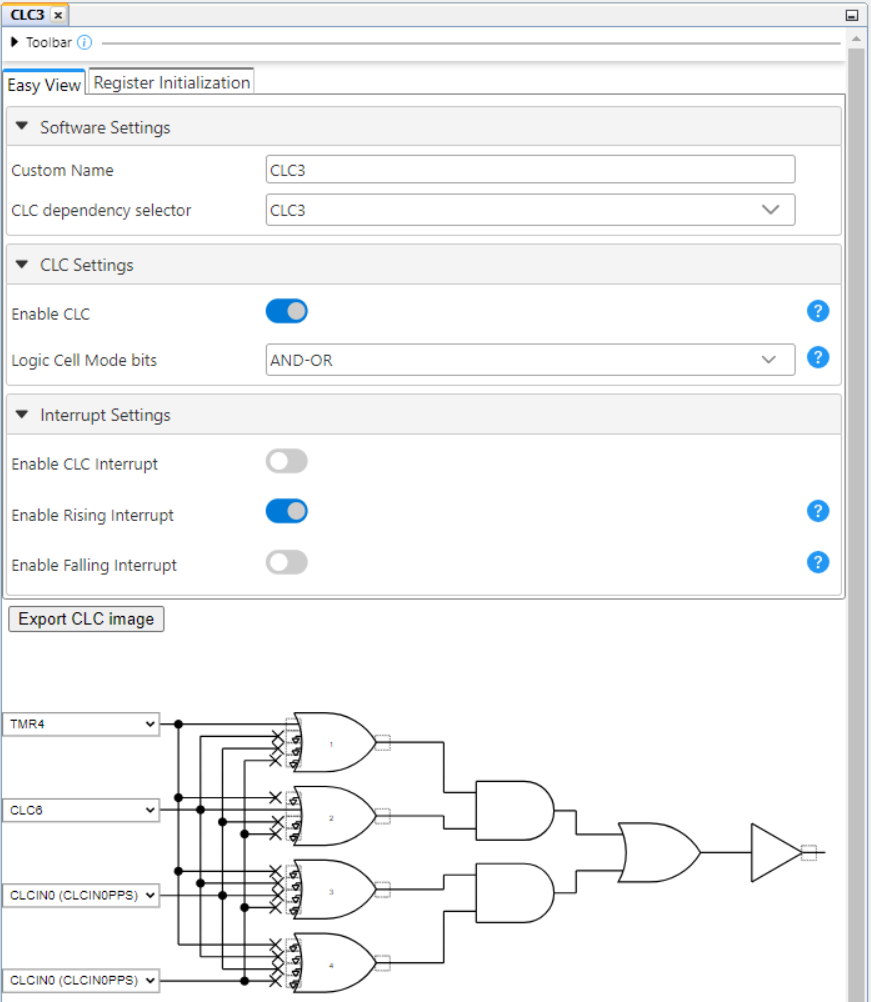 CLC3 x
Toolbar i
Easy View Register Initialization
Software Settings
Custom Name CLC3
CLC dependency selector CLC3
CLC Settings
Enable CLC ?
Logic Cell Mode bits AND-OR ?
Interrupt Settings
Enable CLC Interrupt
Enable Rising Interrupt ?
Enable Falling Interrupt ?
Export CLC image
TMR4
1
CLC6
2
CLCIN0 (CLCIN0PPS)
3
CLCIN0 (CLCIN0PPS)
4